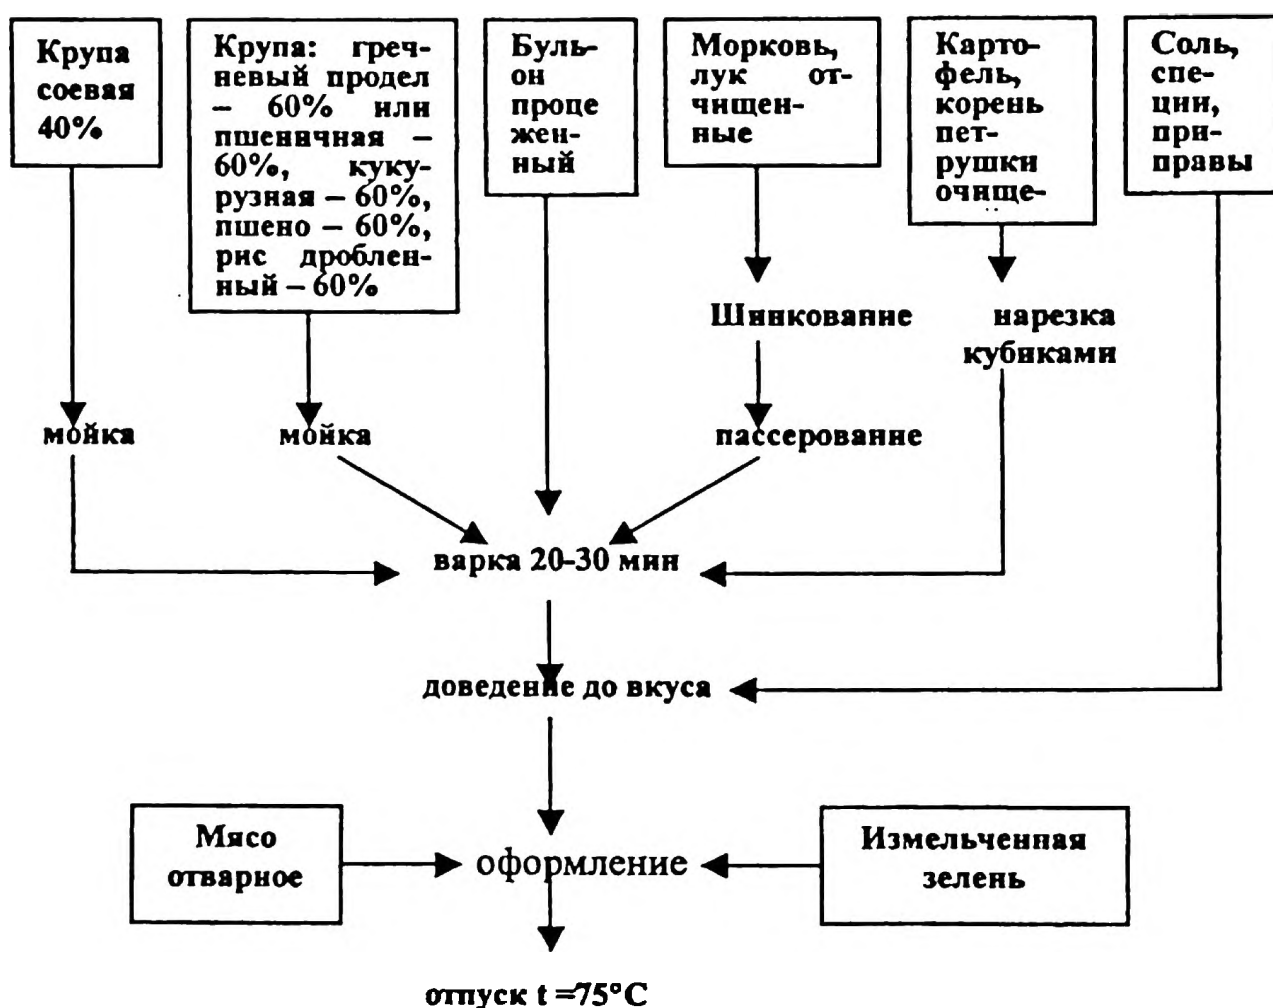 Крупа
соевая
40%
Крупа: греч-
невый продел
– 60% или
пшеничная –
60%, куку-
рузная – 60%,
пшено – 60%,
рис дроблен-
ный – 60%
Буль-
он
проце
жен-
ный
Морковь,
лук от-
чищен-
ные
Карто-
фель,
корень
пет-
рушки
очище-
Соль,
спе-
ции,
при-
правы
Шинкование
нарезка
кубиками
мойка
мойка
пассерование
варка 20-30 мин
доведение до вкуса
Мясо
отварное
оформление
Измельченная
зелень
отпуск t =75°C